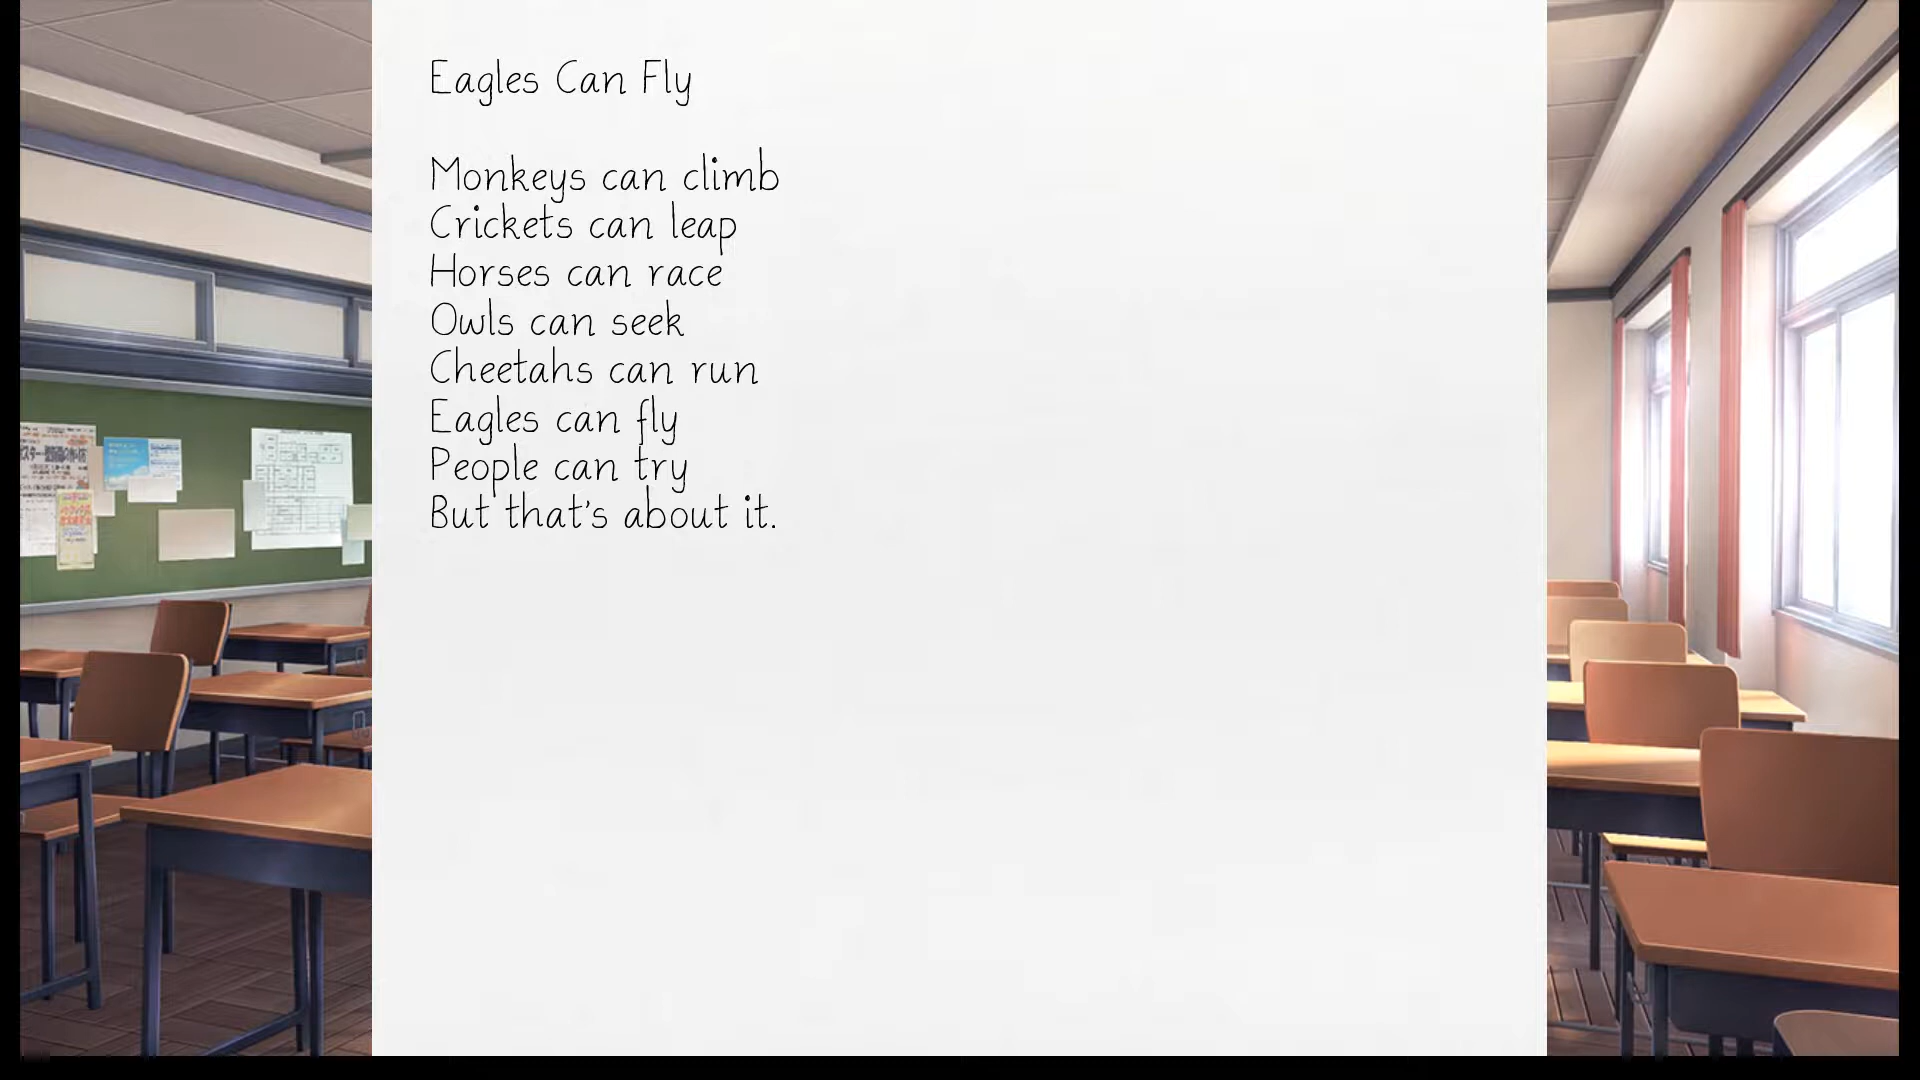 Eagles Can Fly
Monkeys can climb
Crickets can leap
Horses can race
Owls can seek
Cheetahs can run
Eagles can fly
People can try
But that's about it.